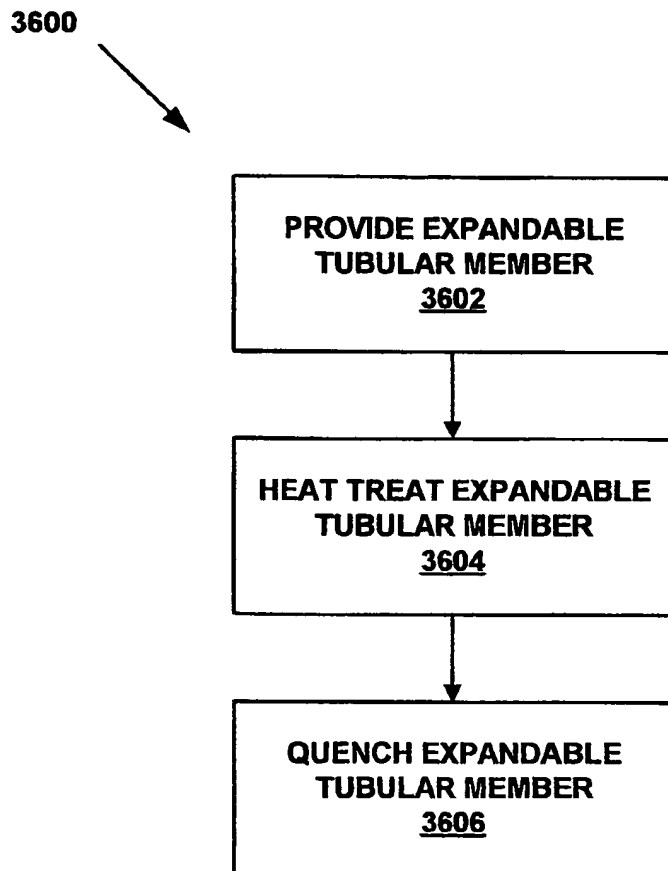 3600
PROVIDE EXPANDABLE
TUBULAR MEMBER
3602
HEAT TREAT EXPANDABLE
TUBULAR MEMBER
3604
QUENCH EXPANDABLE
TUBULAR MEMBER
3606